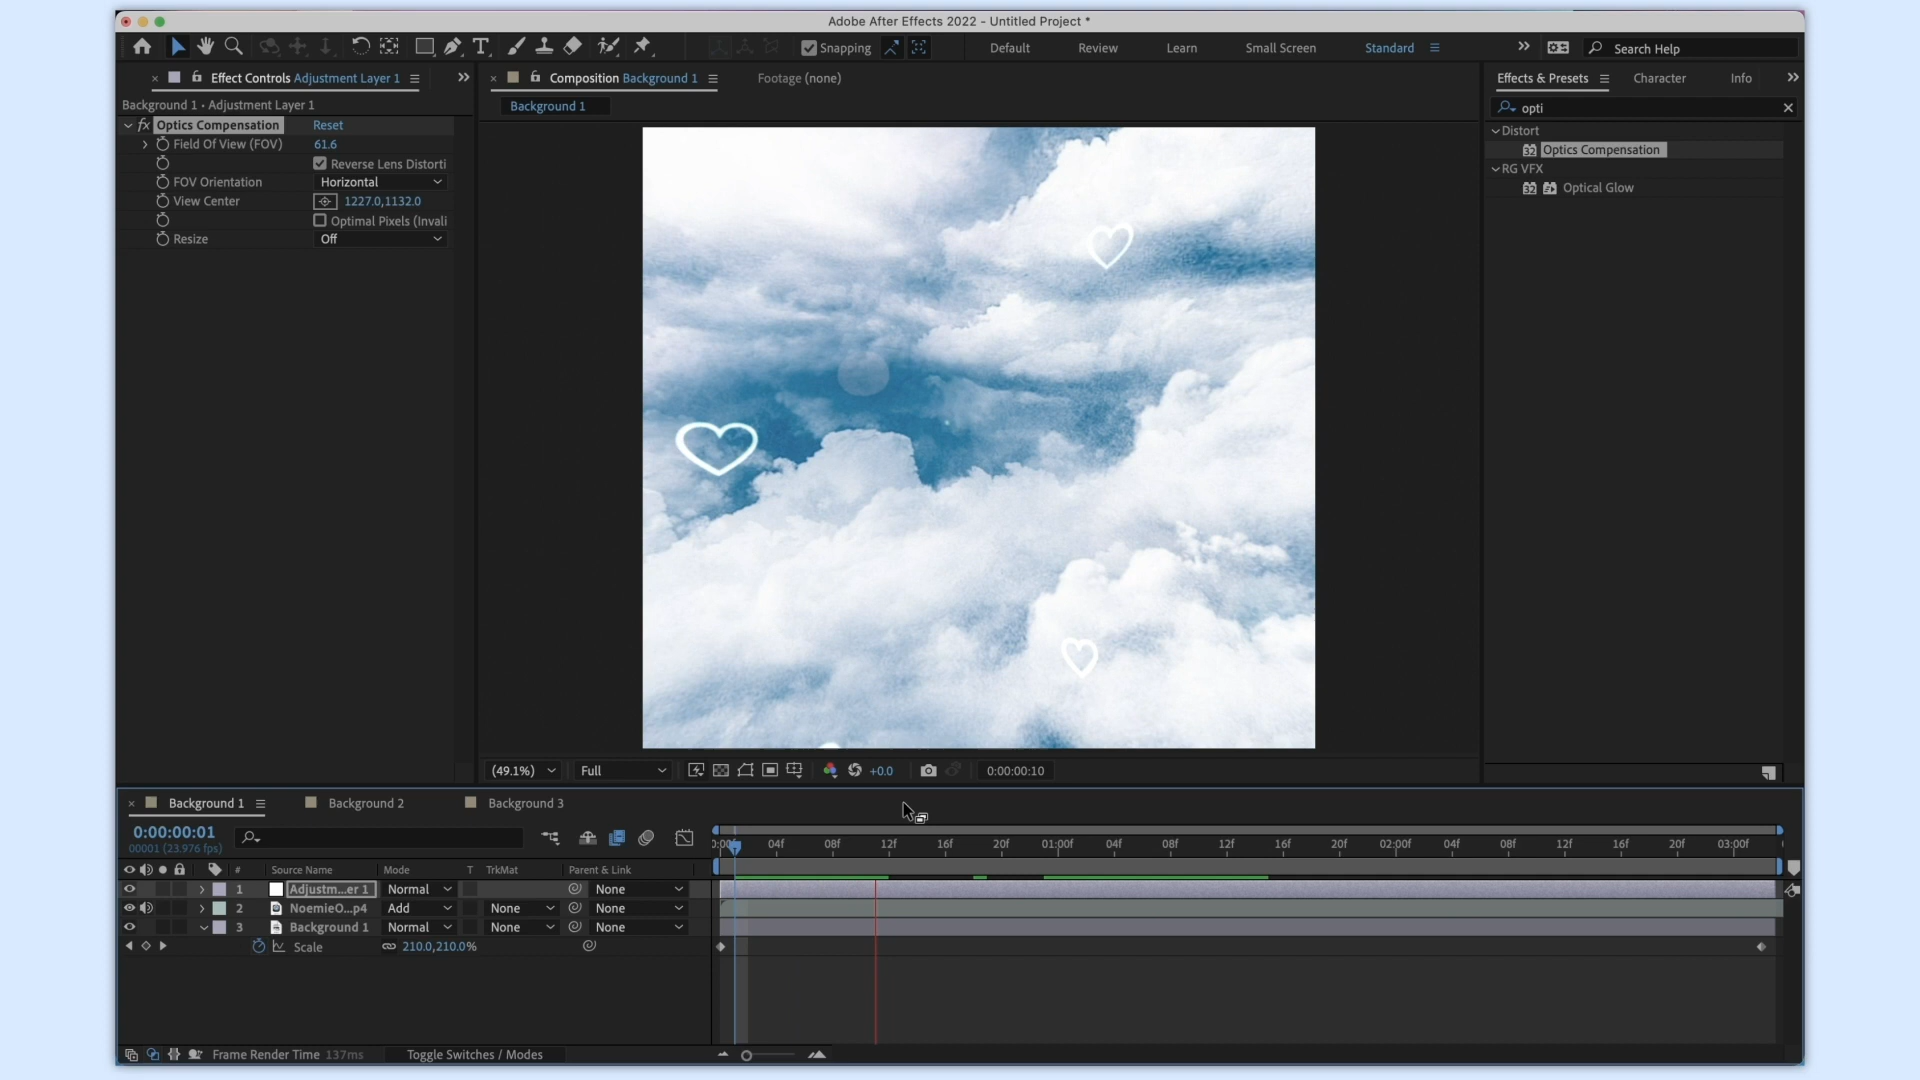 Adobe After Effects 2022 - Untitled Project *
Snapping
Default
Review
Learn
Small Screen
Standard
Search Help
Effect Controls Adjustment Layer 1
Composition Background 1
Footage (none)
Effects & Presets
Character
Info
Background 1 • Adjustment Layer 1
Background 1
opti
fx Optics Compensation Reset
Distort
Field Of View (FOV) 61.6
32 Optics Compensation
Reverse Lens Distorti
RG VFX
FOV Orientation Horizontal
32 Optical Glow
View Center 1227.0,1132.0
Optimal Pixels (Invali
Resize Off
(49.1%) Full +0.0 0:00:00:10
Background 1 Background 2 Background 3
0:00:00:01
00001 (23.976 fps)
04f 08f 12f 16f 20f 01:00f 04f 08f 12f 16f 20f 02:00f 04f 08f 12f 16f 20f 03:00f
# Source Name Mode T TrkMat Parent & Link
1 Adjustm...er 1 Normal None
2 NoemieO...p4 Add None None
3 Background 1 Normal None None
Scale 210.0,210.0%
Frame Render Time 137ms Toggle Switches / Modes